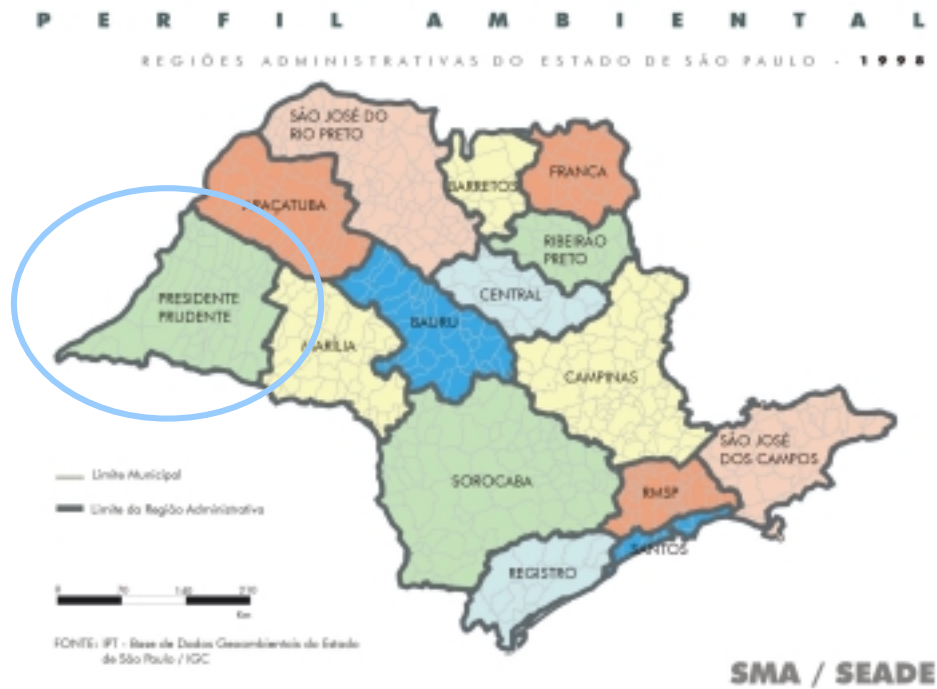 PERFIL AMBIENTAL
REGIÕES ADMINISTRATIVAS DO ESTADO DE SÃO PAULO - 1998
SÃO JOSÉ DO
RIO PRETO
BARRETOS
FRANCA
ARAÇATUBA
RIBEIRÃO
PRETO
PRESIDENTE
PRUDENTE
CENTRAL
BAURU
MARÍLIA
CAMPINAS
SÃO JOSÉ
DOS CAMPOS
SOROCABA
RMSP
SANTOS
REGISTRO
Limite Municipal
Limite da Região Administrativa
0 70 140 210
Km
FONTE: IPT - Base de Dados Geoambientais do Estado
de São Paulo / IGC
SMA / SEADE